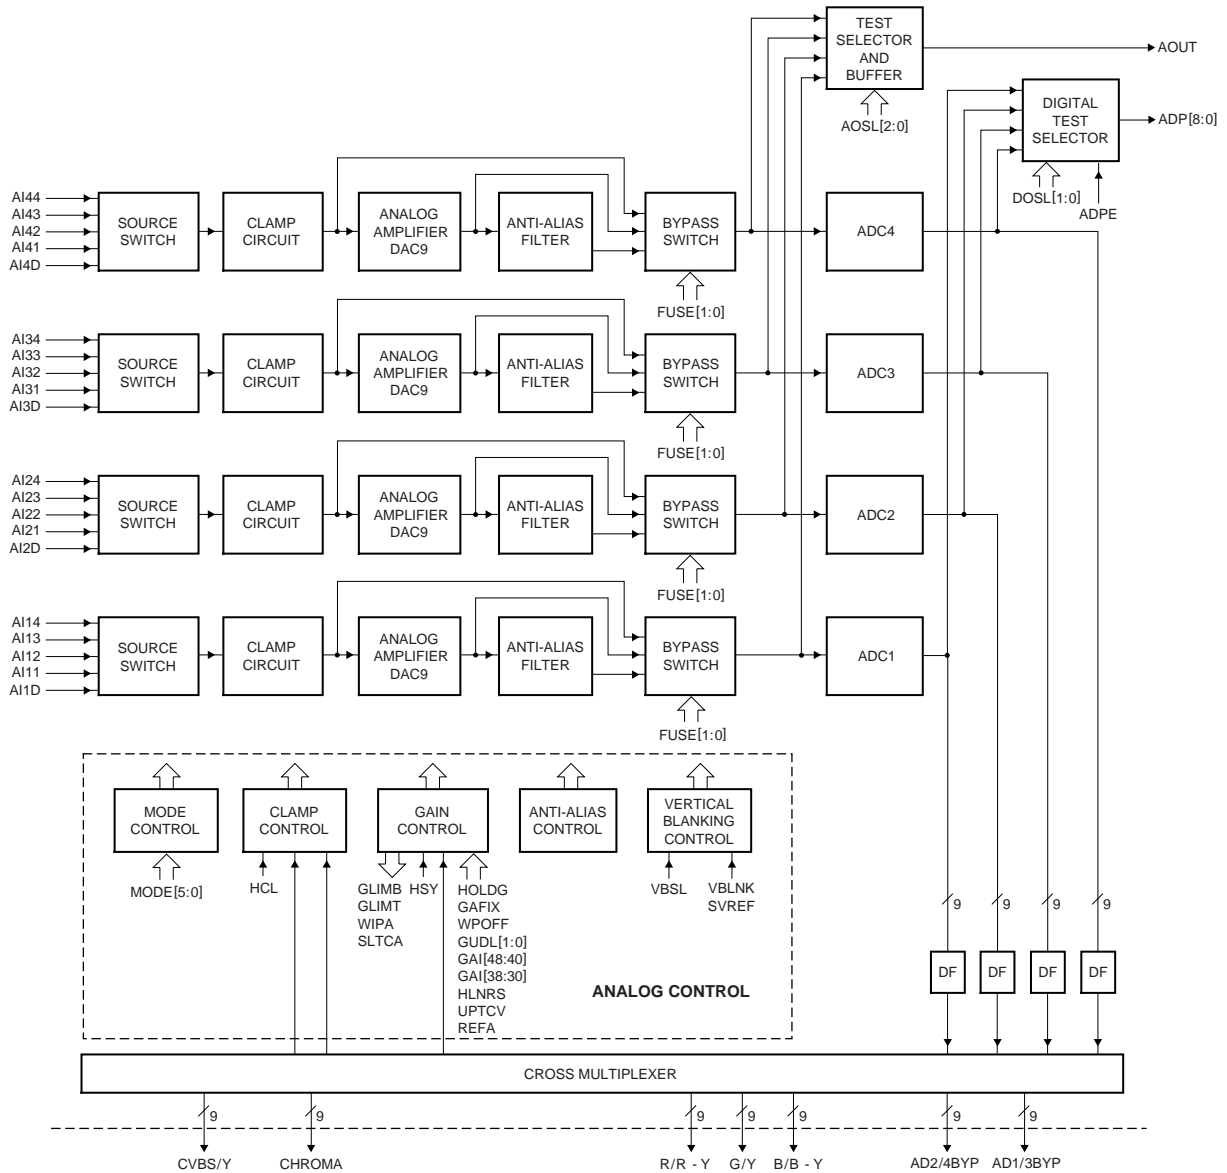 TEST
SELECTOR
AND
BUFFER
AOUT
AOSL[2:0]
DIGITAL
TEST
SELECTOR
ADP[8:0]
DOSL[1:0]
ADPE
AI44
AI43
AI42
AI41
AI4D
SOURCE
SWITCH
CLAMP
CIRCUIT
ANALOG
AMPLIFIER
DAC9
ANTI-ALIAS
FILTER
BYPASS
SWITCH
ADC4
FUSE[1:0]
AI34
AI33
AI32
AI31
AI3D
SOURCE
SWITCH
CLAMP
CIRCUIT
ANALOG
AMPLIFIER
DAC9
ANTI-ALIAS
FILTER
BYPASS
SWITCH
ADC3
FUSE[1:0]
AI24
AI23
AI22
AI21
AI2D
SOURCE
SWITCH
CLAMP
CIRCUIT
ANALOG
AMPLIFIER
DAC9
ANTI-ALIAS
FILTER
BYPASS
SWITCH
ADC2
FUSE[1:0]
AI14
AI13
AI12
AI11
AI1D
SOURCE
SWITCH
CLAMP
CIRCUIT
ANALOG
AMPLIFIER
DAC9
ANTI-ALIAS
FILTER
BYPASS
SWITCH
ADC1
FUSE[1:0]
MODE
CONTROL
MODE[5:0]
CLAMP
CONTROL
HCL
GAIN
CONTROL
GLIMB
GLIMT
WIPA
SLTCA
HSY
HOLDG
GAFIX
WPOFF
GUDL[1:0]
GAI[48:40]
GAI[38:30]
HLNRS
UPTCV
REFA
ANTI-ALIAS
CONTROL
VERTICAL
BLANKING
CONTROL
VBSL
VBLNK
SVREF
ANALOG CONTROL
9
9
9
9
DF
DF
DF
DF
CROSS MULTIPLEXER
9
9
9
9
9
9
9
CVBS/Y
CHROMA
R/R - Y
G/Y
B/B - Y
AD2/4BYP
AD1/3BYP